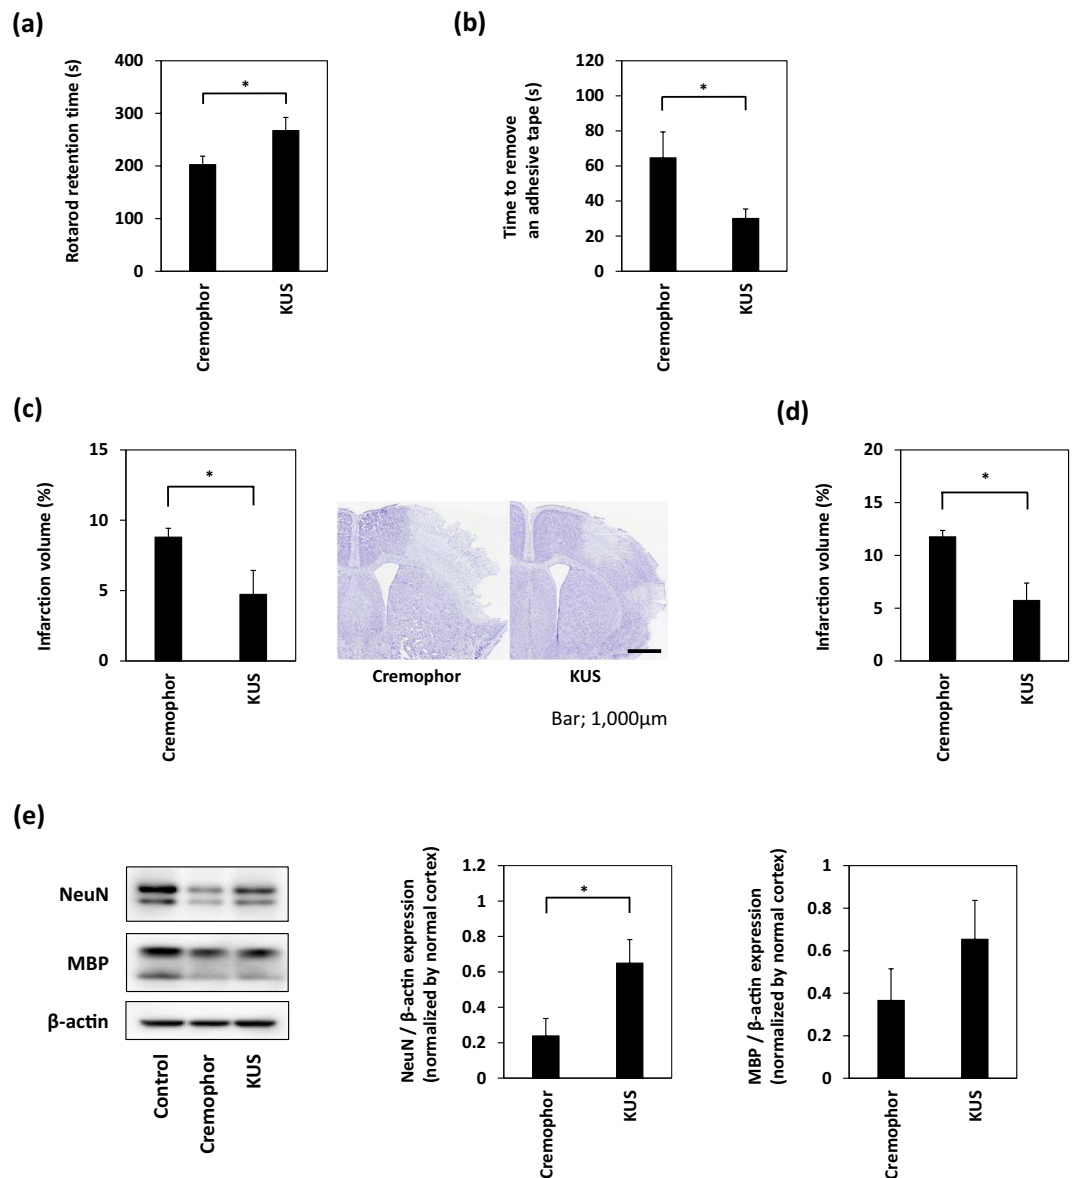 (a)
Rotarod retention time (s)
400
300
200
100
0
*
Cremophor
KUS
(b)
Time to remove
an adhesive tape (s)
120
100
80
60
40
20
0
*
Cremophor
KUS
(c)
Infarction volume (%)
15
10
5
0
*
Cremophor
KUS
Cremophor
KUS
Bar; 1,000µm
(d)
Infarction volume (%)
20
15
10
5
0
*
Cremophor
KUS
(e)
NeuN
MBP
β-actin
Control
Cremophor
KUS
NeuN / β-actin expression
(normalized by normal cortex)
1.2
1
0.8
0.6
0.4
0.2
0
*
Cremophor
KUS
MBP / β-actin expression
(normalized by normal cortex)
1
0.8
0.6
0.4
0.2
0
Cremophor
KUS